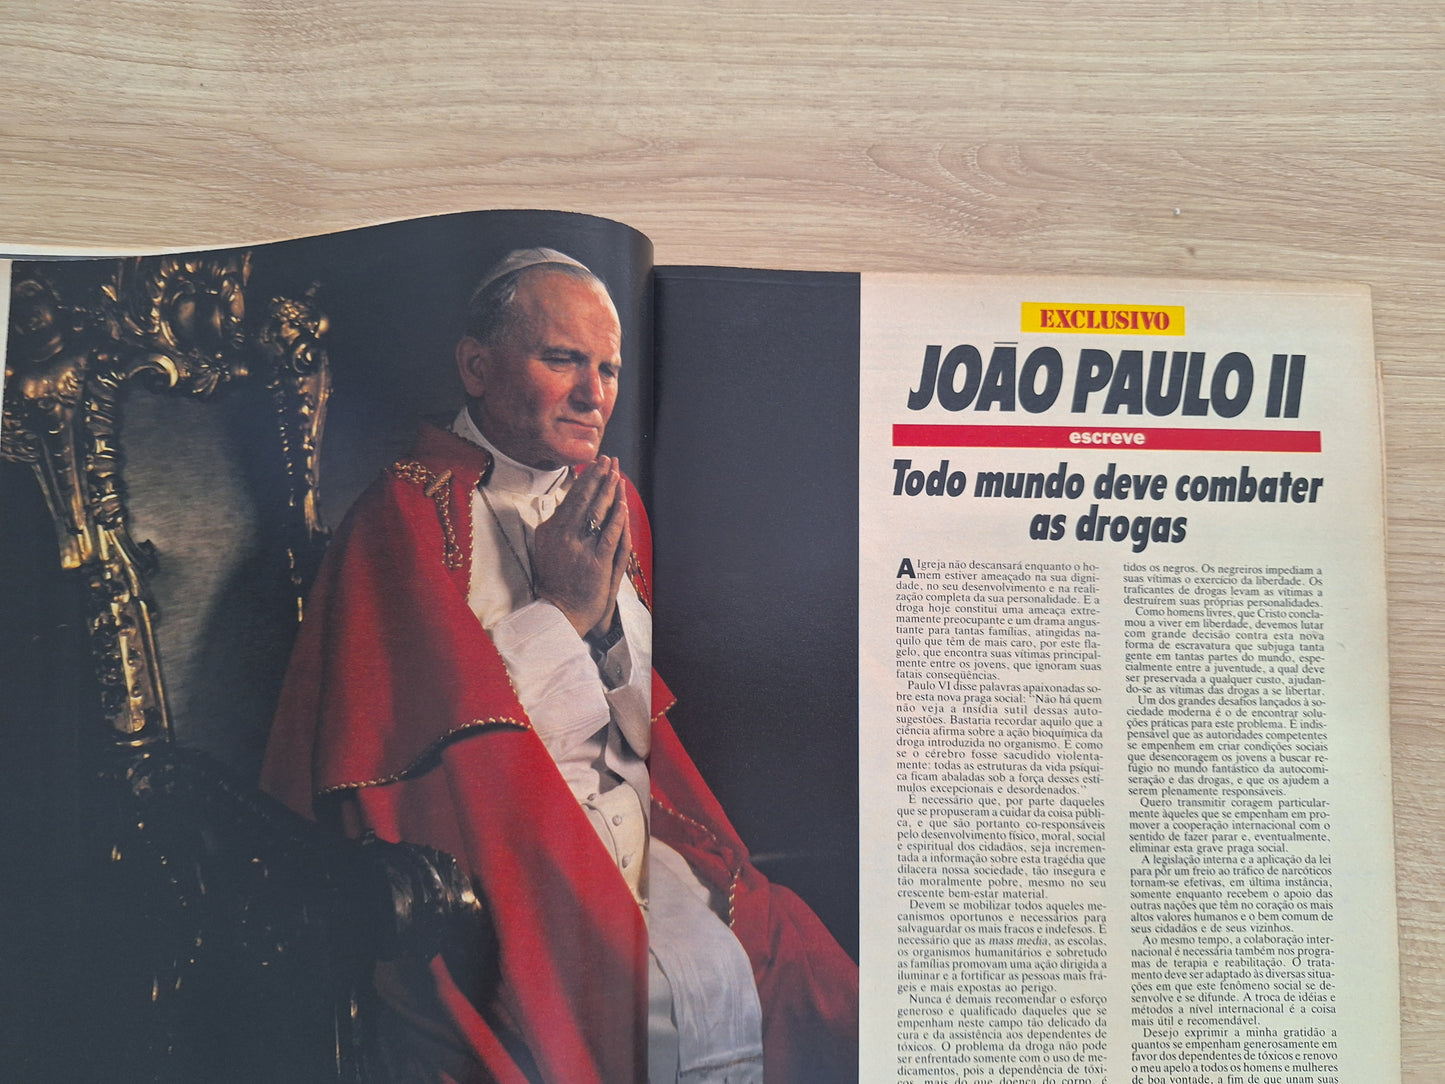 EXCLUSIVO
JOÃO PAULO II
escreve
Todo mundo deve combater
as drogas
A Igreja não descansará enquanto o ho-
mem estiver ameaçado na sua digni-
dade, no seu desenvolvimento e na reali-
zação completa da sua personalidade. E a
droga hoje constitui uma ameaça extre-
mamente preocupante e um drama angus-
tiante para tantas famílias, atingidas na-
quilo que têm de mais caro, por este fla-
gelo, que encontra suas vítimas principal-
mente entre os jovens, que ignoram suas
fatais conseqüências.
Paulo VI disse palavras apaixonadas so-
bre esta nova praga social: "Não há quem
não veja a insídia sutil dessas auto-
sugestões. Bastaria recordar aquilo que a
ciência afirma sobre a ação bioquímica da
droga introduzida no organismo. E como
se o cérebro fosse sacudido violenta-
mente: todas as estruturas da vida psíqui-
ca ficam abaladas sob a força desses estí-
mulos excepcionais e desordenados."
É necessário que, por parte daqueles
que se propuseram a cuidar da coisa públi-
ca, e que são portanto co-responsáveis
pelo desenvolvimento físico, moral, social
e espiritual dos cidadãos, seja incremen-
tada a informação sobre esta tragédia que
dilacera nossa sociedade, tão insegura e
tão moralmente pobre, mesmo no seu
crescente bem-estar material.
Devem se mobilizar todos aqueles me-
canismos oportunos e necessários para
salvaguardar os mais fracos e indefesos. É
necessário que as mass media, as escolas,
os organismos humanitários e sobretudo
as famílias promovam uma ação dirigida a
iluminar e a fortificar as pessoas mais frá-
geis e mais expostas ao perigo.
Nunca é demais recomendar o esforço
generoso e qualificado daqueles que se
empenham neste campo tão delicado da
cura e da assistência aos dependentes de
tóxicos. O problema da droga não pode
ser enfrentado somente com o uso de me-
dicamentos, pois a dependência de tóxi-
cos, mais do que doença do corpo, é
tidos os negros. Os negreiros impediam a
suas vítimas o exercício da liberdade. Os
traficantes de drogas levam as vítimas a
destruírem suas próprias personalidades.
Como homens livres, que Cristo concla-
mou a viver em liberdade, devemos lutar
com grande decisão contra esta nova
forma de escravatura que subjuga tanta
gente em tantas partes do mundo, espe-
cialmente entre a juventude, a qual deve
ser preservada a qualquer custo, ajudan-
do-se as vítimas das drogas a se libertar.
Um dos grandes desafios lançados à so-
ciedade moderna é o de encontrar solu-
ções práticas para este problema. É indis-
pensável que as autoridades competentes
se empenhem em criar condições sociais
que desencoragem os jovens a buscar re-
fúgio no mundo fantástico da autocomi-
seração e das drogas, e que os ajudem a
serem plenamente responsáveis.
Quero transmitir coragem particular-
mente àqueles que se empenham em pro-
mover a cooperação internacional com o
sentido de fazer parar e, eventualmente,
eliminar esta grave praga social.
A legislação interna e a aplicação da lei
para pôr um freio ao tráfico de narcóticos
tornam-se efetivas, em última instância,
somente enquanto recebem o apoio das
outras nações que têm no coração os mais
altos valores humanos e o bem comum de
seus cidadãos e de seus vizinhos.
Ao mesmo tempo, a colaboração inter-
nacional é necessária também nos progra-
mas de terapia e reabilitação. O trata-
mento deve ser adaptado às diversas situa-
ções em que este fenômeno social se de-
senvolve e se difunde. A troca de idéias e
métodos a nível internacional é a coisa
mais útil e recomendável.
Desejo exprimir a minha gratidão a
quantos se empenham generosamente em
favor dos dependentes de tóxicos e renovo
o meu apelo a todos os homens e mulheres
de boa vontade, a fim de que unam suas